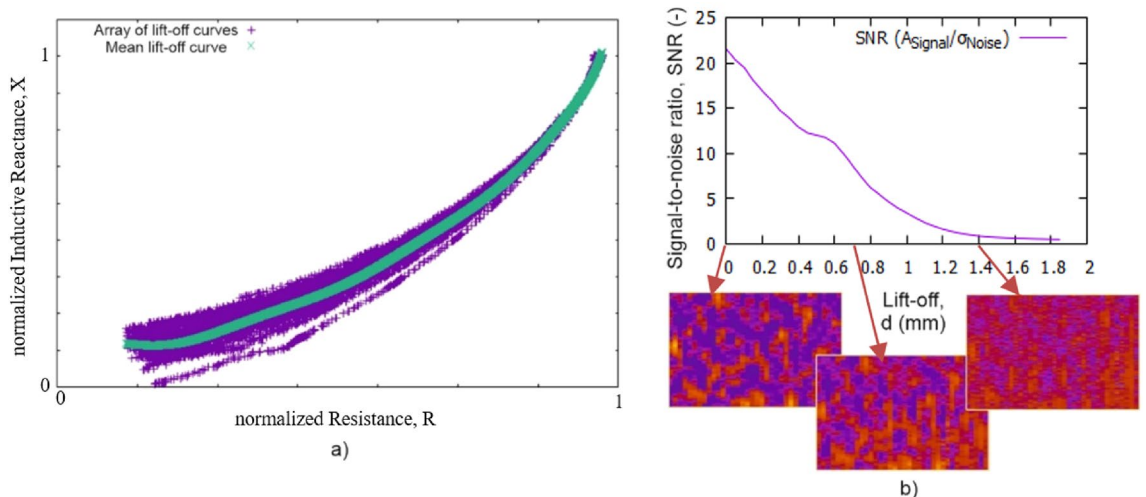 Array of lift-off curves
Mean lift-off curve
1
normalized Inductive Reactance, X
0
0
1
normalized Resistance, R
a)
25
20
15
10
5
0
Signal-to-noise ratio, SNR (-)
SNR (ASignal/σNoise)
0 0.2 0.4 0.6 0.8 1 1.2 1.4 1.6 1.8 2
Lift-off,
d (mm)
b)